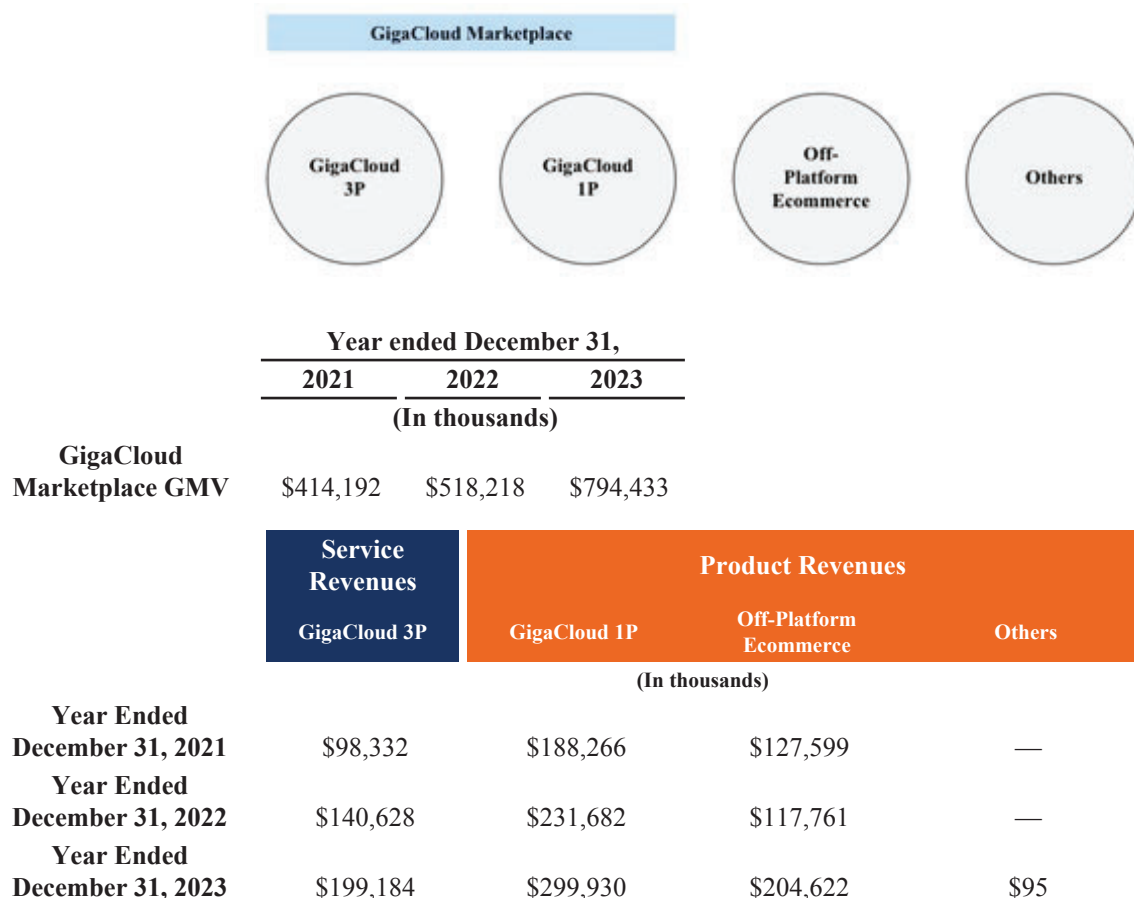 GigaCloud Marketplace
GigaCloud
3P
GigaCloud
1P
Off-
Platform
Ecommerce
Others
Year ended December 31,
2021 2022 2023
(In thousands)
GigaCloud
Marketplace GMV $414,192 $518,218 $794,433
Service
Revenues
Product Revenues
GigaCloud 3P GigaCloud 1P Off-Platform
Ecommerce Others
(In thousands)
Year Ended
December 31, 2021 $98,332 $188,266 $127,599 —
Year Ended
December 31, 2022 $140,628 $231,682 $117,761 —
Year Ended
December 31, 2023 $199,184 $299,930 $204,622 $95